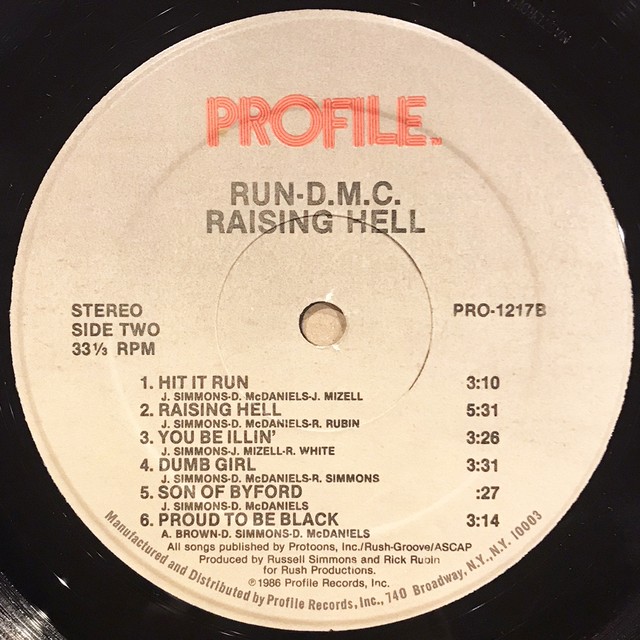 PROFILE™
RUN-D.M.C.
RAISING HELL
STEREO
SIDE TWO
33⅓ RPM
PRO-1217B
1. HIT IT RUN 3:10
J. SIMMONS-D. McDANIELS-J. MIZELL
2. RAISING HELL 5:31
J. SIMMONS-D. McDANIELS-R. RUBIN
3. YOU BE ILLIN' 3:26
J. SIMMONS-J. MIZELL-R. WHITE
4. DUMB GIRL 3:31
J. SIMMONS-D. McDANIELS-R. SIMMONS
5. SON OF BYFORD :27
J. SIMMONS-D. McDANIELS
6. PROUD TO BE BLACK 3:14
A. BROWN-D. SIMMONS-D. McDANIELS
All songs published by Protoons, Inc./Rush-Groove/ASCAP
Produced by Russell Simmons and Rick Rubin
for Rush Productions.
℗1986 Profile Records, Inc.
Manufactured and Distributed by Profile Records, Inc., 740 Broadway, N.Y., N.Y. 10003